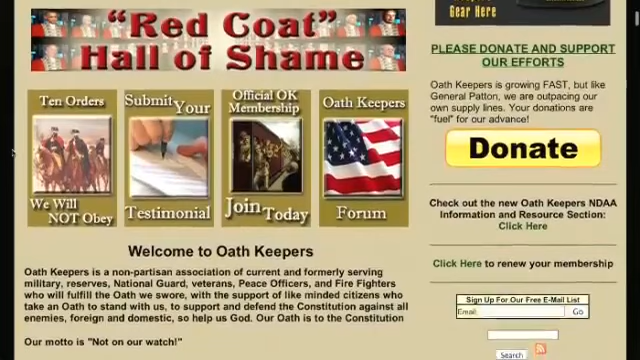 "Red Coat"
Hall of Shame
Gear Here
PLEASE DONATE AND SUPPORT
OUR EFFORTS
Oath Keepers is growing FAST, but like
General Patton, we are outpacing our
own supply lines. Your donations are
"fuel" for our advance!
Donate
Ten Orders
We Will
NOT Obey
Submit Your
Testimonial
Official OK
Membership
Join Today
Oath Keepers
Forum
Check out the new Oath Keepers NDAA
Information and Resource Section:
Click Here
Click Here to renew your membership
Welcome to Oath Keepers
Oath Keepers is a non-partisan association of current and formerly serving
military, reserves, National Guard, veterans, Peace Officers, and Fire Fighters
who will fulfill the Oath we swore, with the support of like minded citizens who
take an Oath to stand with us, to support and defend the Constitution against all
enemies, foreign and domestic, so help us God. Our Oath is to the Constitution
Our motto is "Not on our watch!"
Sign Up For Our Free E-Mail List
Email:
Go
Search